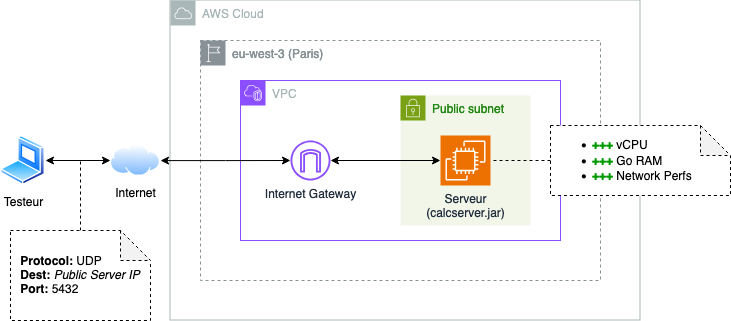 AWS Cloud
eu-west-3 (Paris)
VPC
Public subnet
+++ vCPU
+++ Go RAM
+++ Network Perfs
Testeur
Internet
Internet Gateway
Serveur
(calcserver.jar)
Protocol: UDP
Dest: Public Server IP
Port: 5432